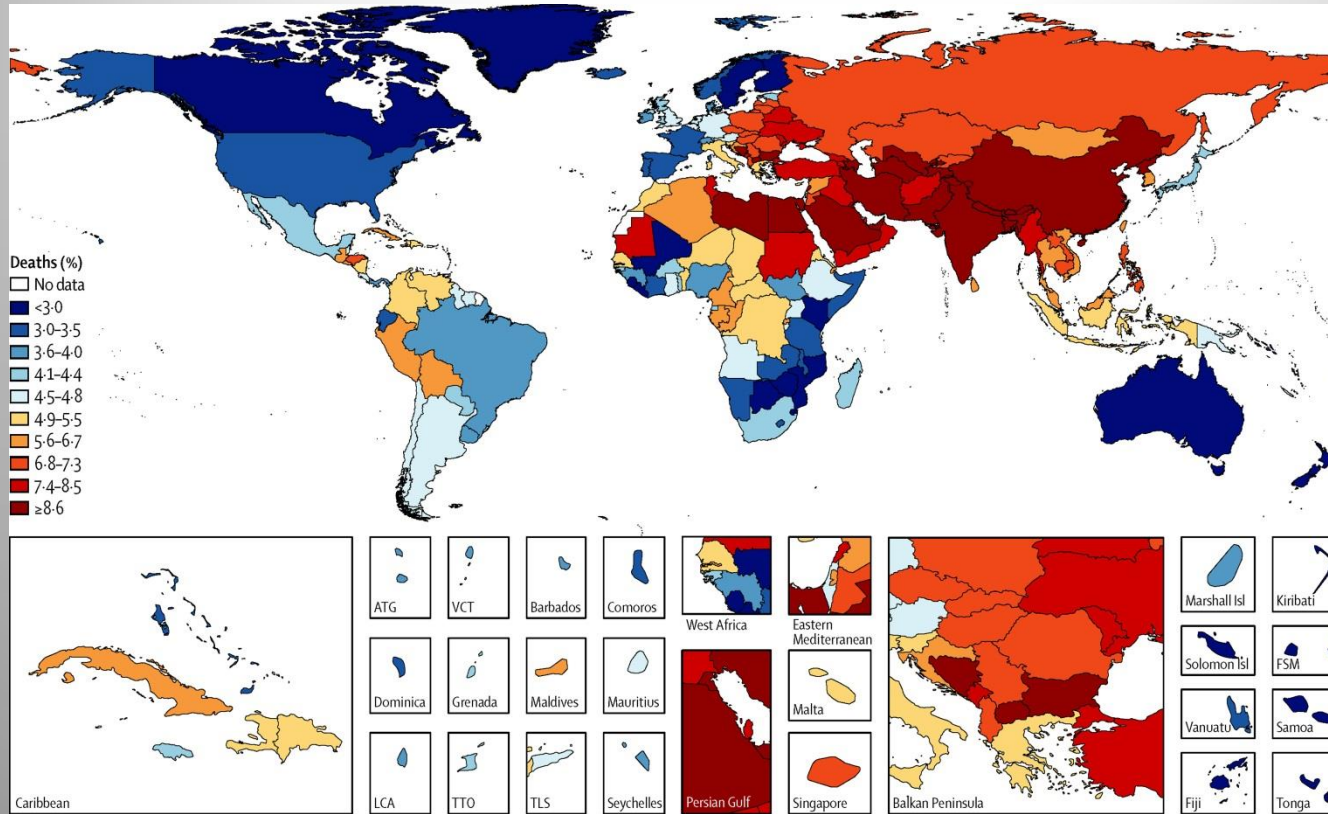 Deaths (%)
No data
<3·0
3·0–3·5
3·6–4·0
4·1–4·4
4·5–4·8
4·9–5·5
5·6–6·7
6·8–7·3
7·4–8·5
≥8·6
Caribbean
ATG
VCT
Barbados
Comoros
Dominica
Grenada
Maldives
Mauritius
LCA
TTO
TLS
Seychelles
West Africa
Eastern
Mediterranean
Persian Gulf
Malta
Singapore
Balkan Peninsula
Marshall Isl
Kiribati
Solomon Isl
FSM
Vanuatu
Samoa
Fiji
Tonga